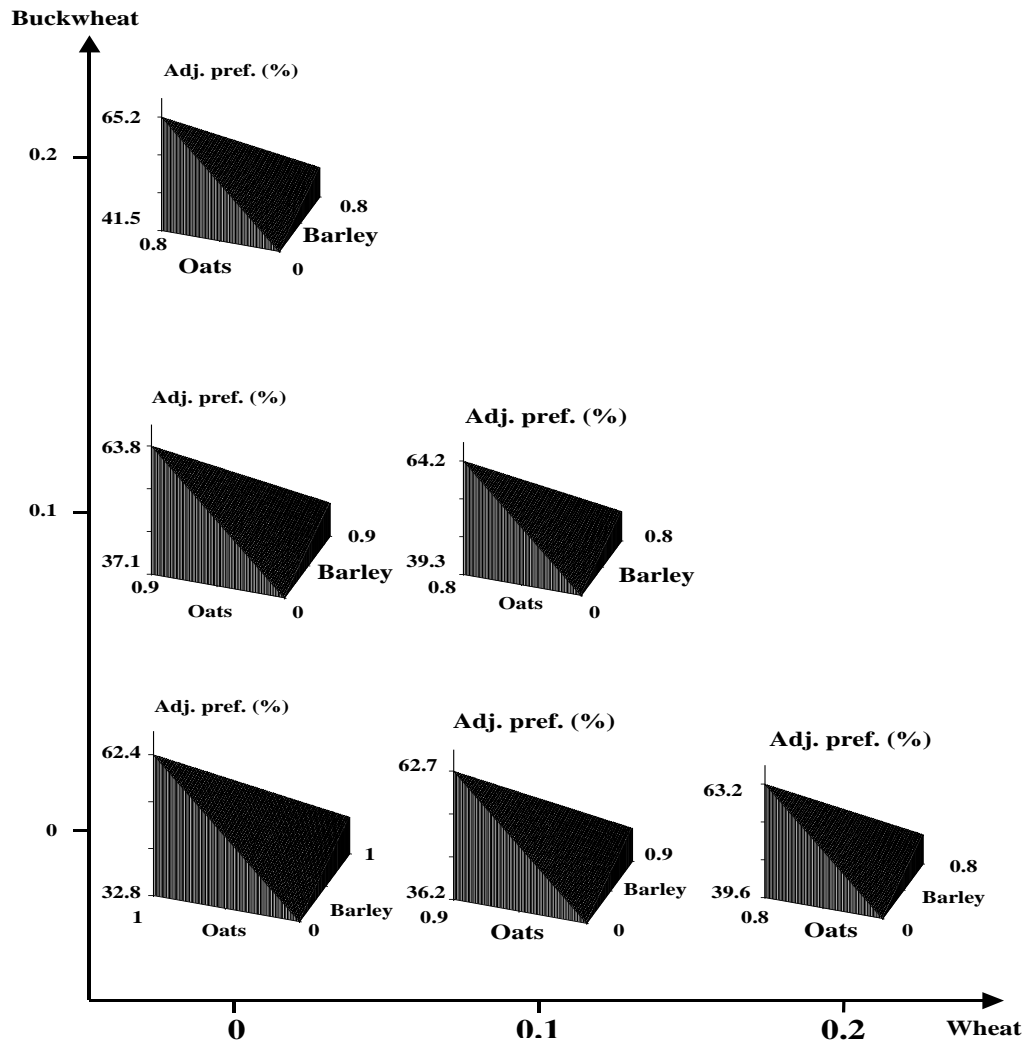 Buckwheat
Adj. pref. (%)
65.2
0.2
0.8
41.5
Barley
0.8
Oats
0
Adj. pref. (%)
Adj. pref. (%)
63.8
64.2
0.1
0.9
0.8
37.1
39.3
Barley
Barley
0.9
0.8
Oats
0
Oats
0
Adj. pref. (%)
Adj. pref. (%)
Adj. pref. (%)
62.4
62.7
63.2
0
1
0.9
0.8
32.8
36.2
39.6
Barley
Barley
Barley
1
0.9
0.8
Oats
0
Oats
0
Oats
0
0
0.1
0.2
Wheat